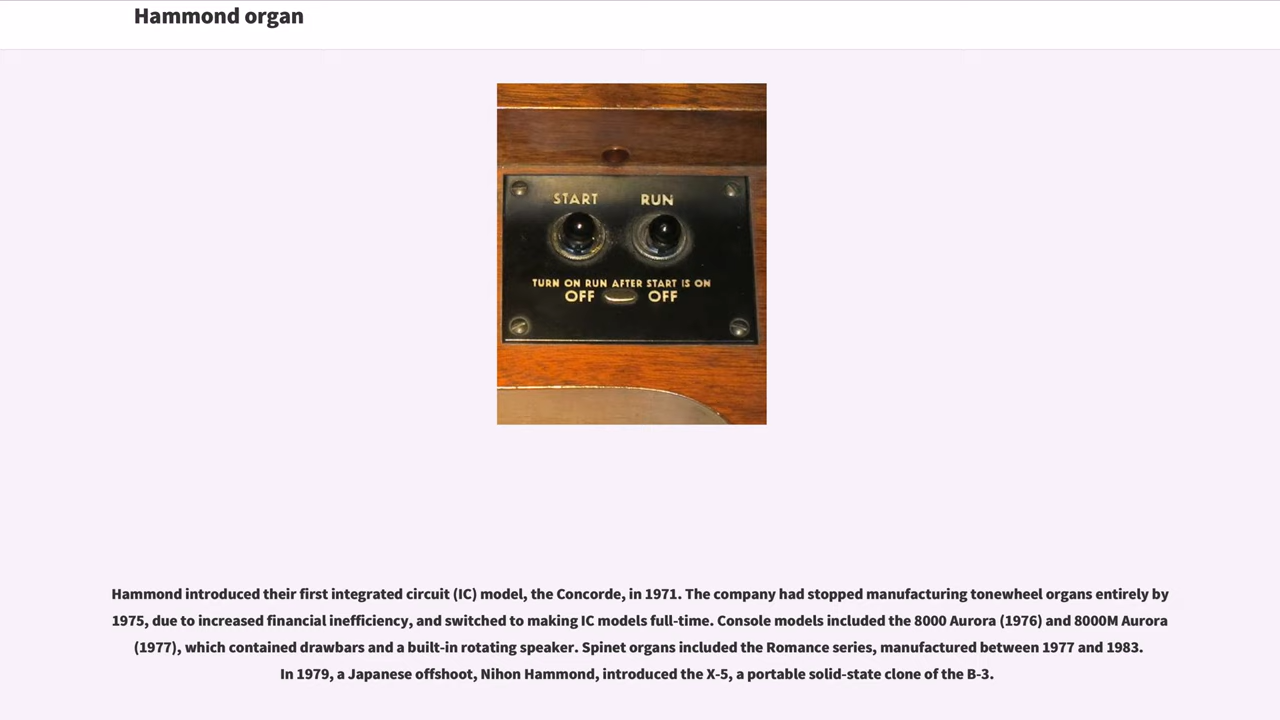 Hammond organ
START RUN
TURN ON RUN AFTER START IS ON
OFF OFF
Hammond introduced their first integrated circuit (IC) model, the Concorde, in 1971. The company had stopped manufacturing tonewheel organs entirely by
1975, due to increased financial inefficiency, and switched to making IC models full-time. Console models included the 8000 Aurora (1976) and 8000M Aurora
(1977), which contained drawbars and a built-in rotating speaker. Spinet organs included the Romance series, manufactured between 1977 and 1983.
In 1979, a Japanese offshoot, Nihon Hammond, introduced the X-5, a portable solid-state clone of the B-3.